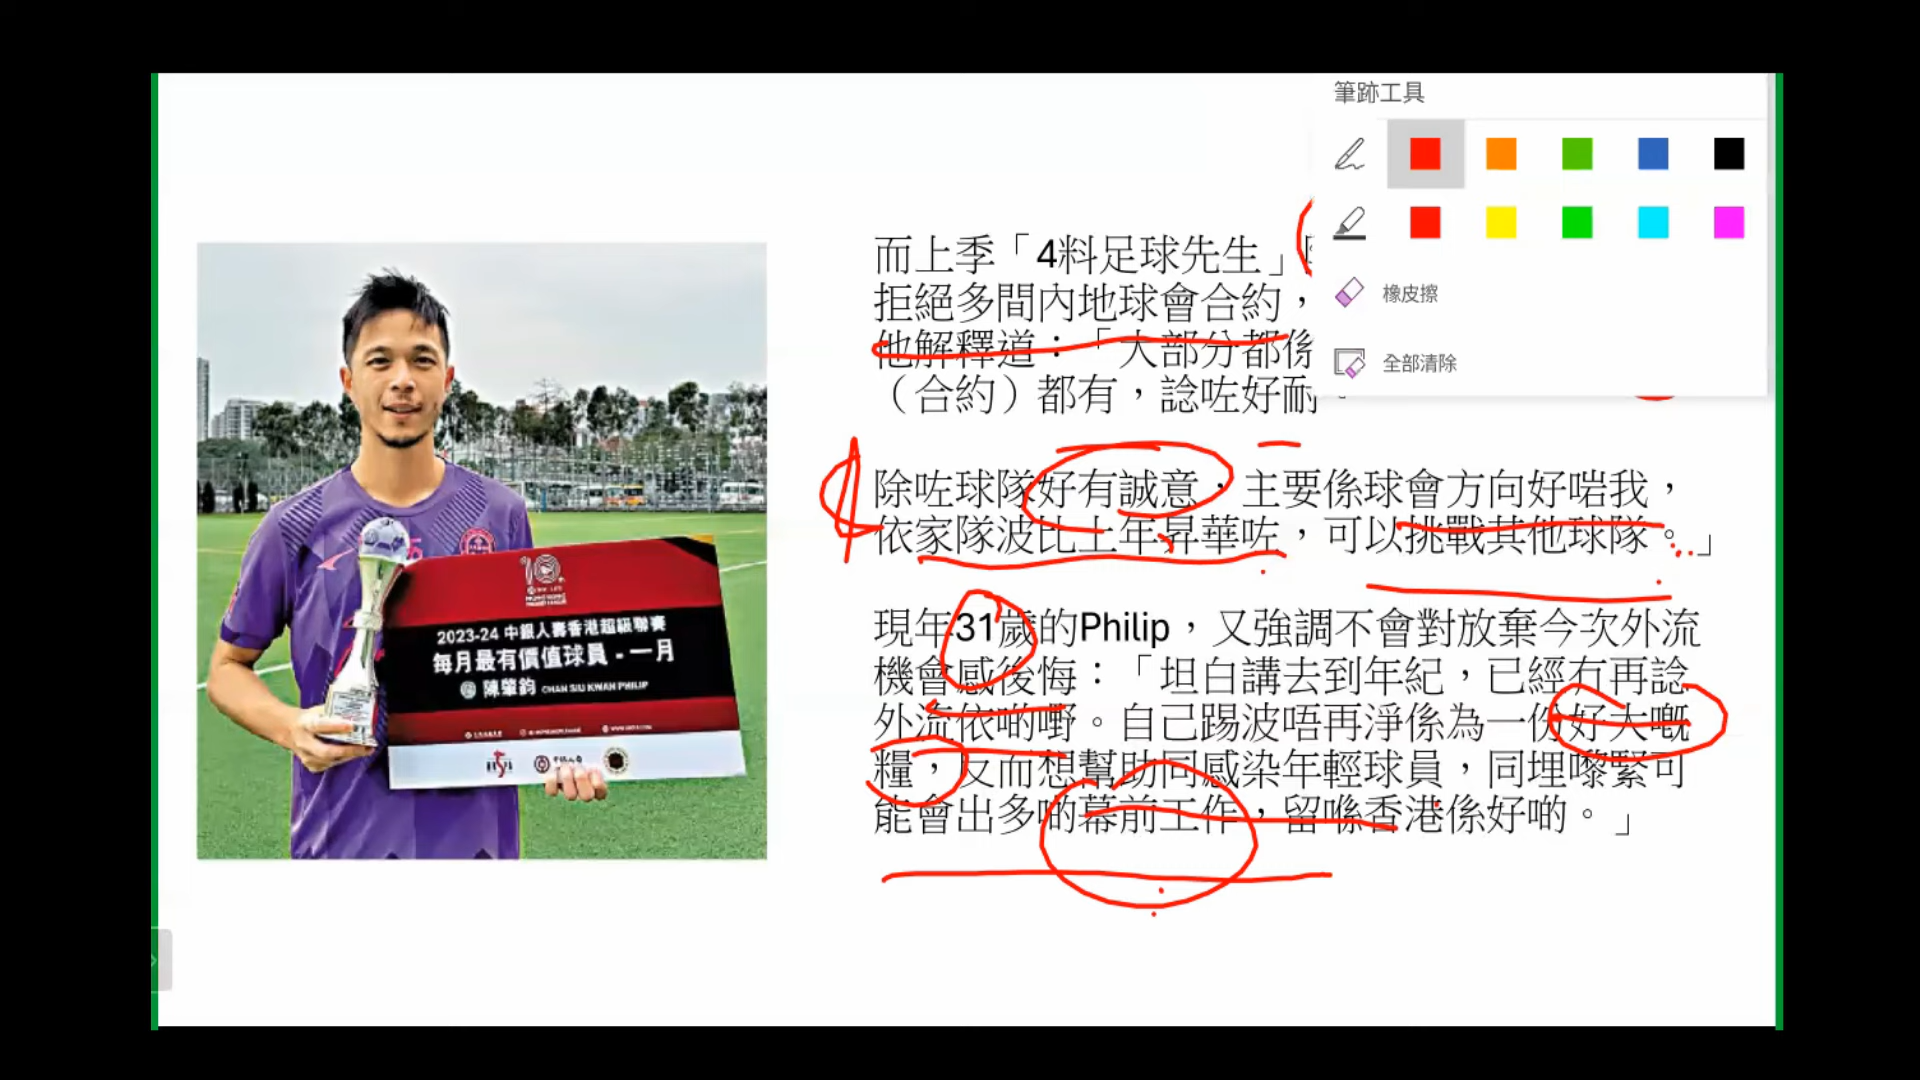 筆跡工具
橡皮擦
全部清除
而上季「4料足球先生」
拒絕多間內地球會合約，
他解釋道：「大部分都係
（合約）都有，諗咗好耐，
除咗球隊好有誠意，主要係球會方向好啱我，
依家隊波比上年昇華咗，可以挑戰其他球隊。」
現年31歲的Philip，又強調不會對放棄今次外流
機會感後悔：「坦白講去到年紀，已經冇再諗
外流依啲嘢。自己踢波唔再淨係為一份好大嘅
糧，反而想幫助同感染年輕球員，同埋嚟緊可
能會出多啲幕前工作，留喺香港係好啲。」
2023-24 中銀人壽香港超級聯賽
每月最有價值球員 - 一月
陳肇鈞 CHAN SIU KWAN PHILIP